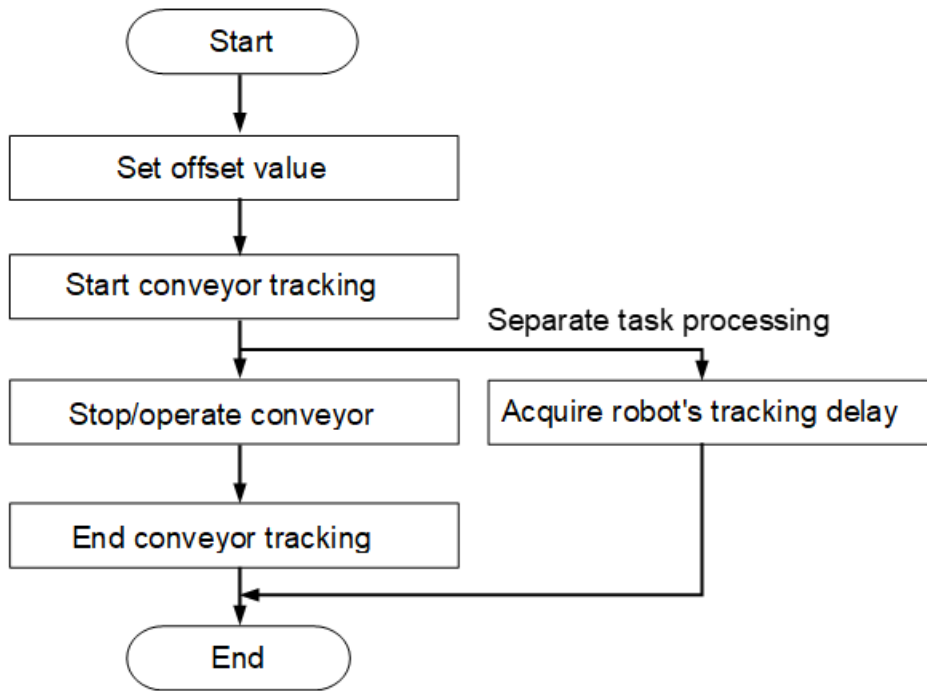 Start
Set offset value
Start conveyor tracking
Separate task processing
Stop/operate conveyor
Acquire robot's tracking delay
End conveyor tracking
End